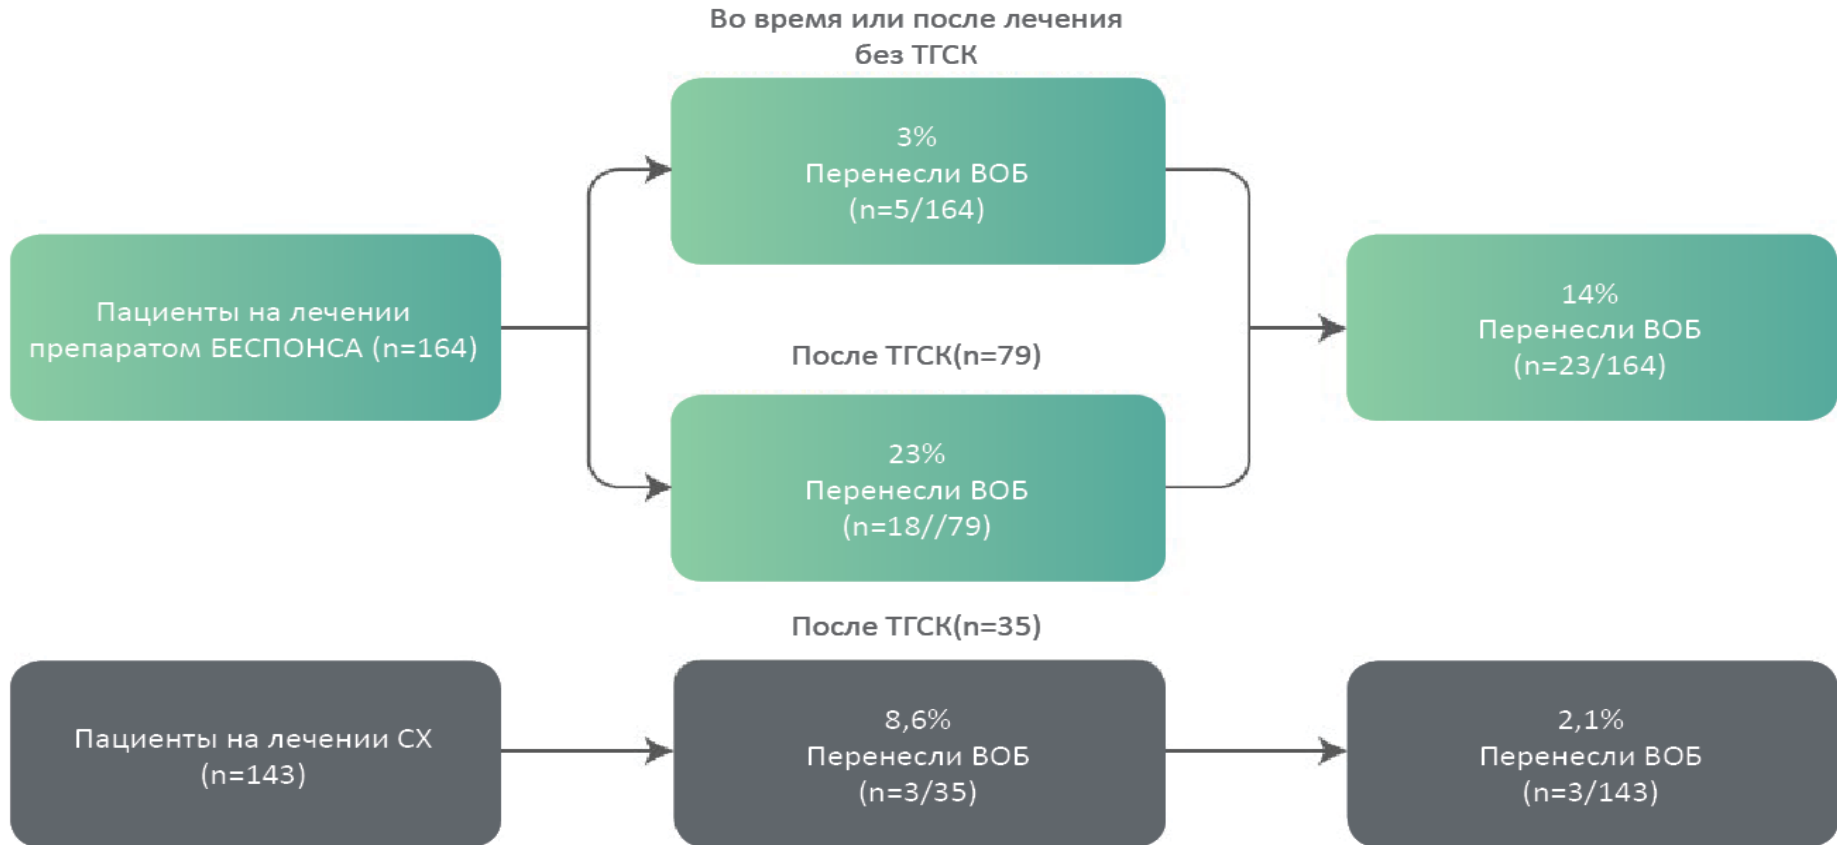 Во время или после лечения
без ТГСК
3%
Перенесли ВОБ
(n=5/164)
Пациенты на лечении
препаратом БЕСПОНСА (n=164)
14%
Перенесли ВОБ
(n=23/164)
После ТГСК(n=79)
23%
Перенесли ВОБ
(n=18//79)
После ТГСК(n=35)
Пациенты на лечении СХ
(n=143)
8,6%
Перенесли ВОБ
(n=3/35)
2,1%
Перенесли ВОБ
(n=3/143)